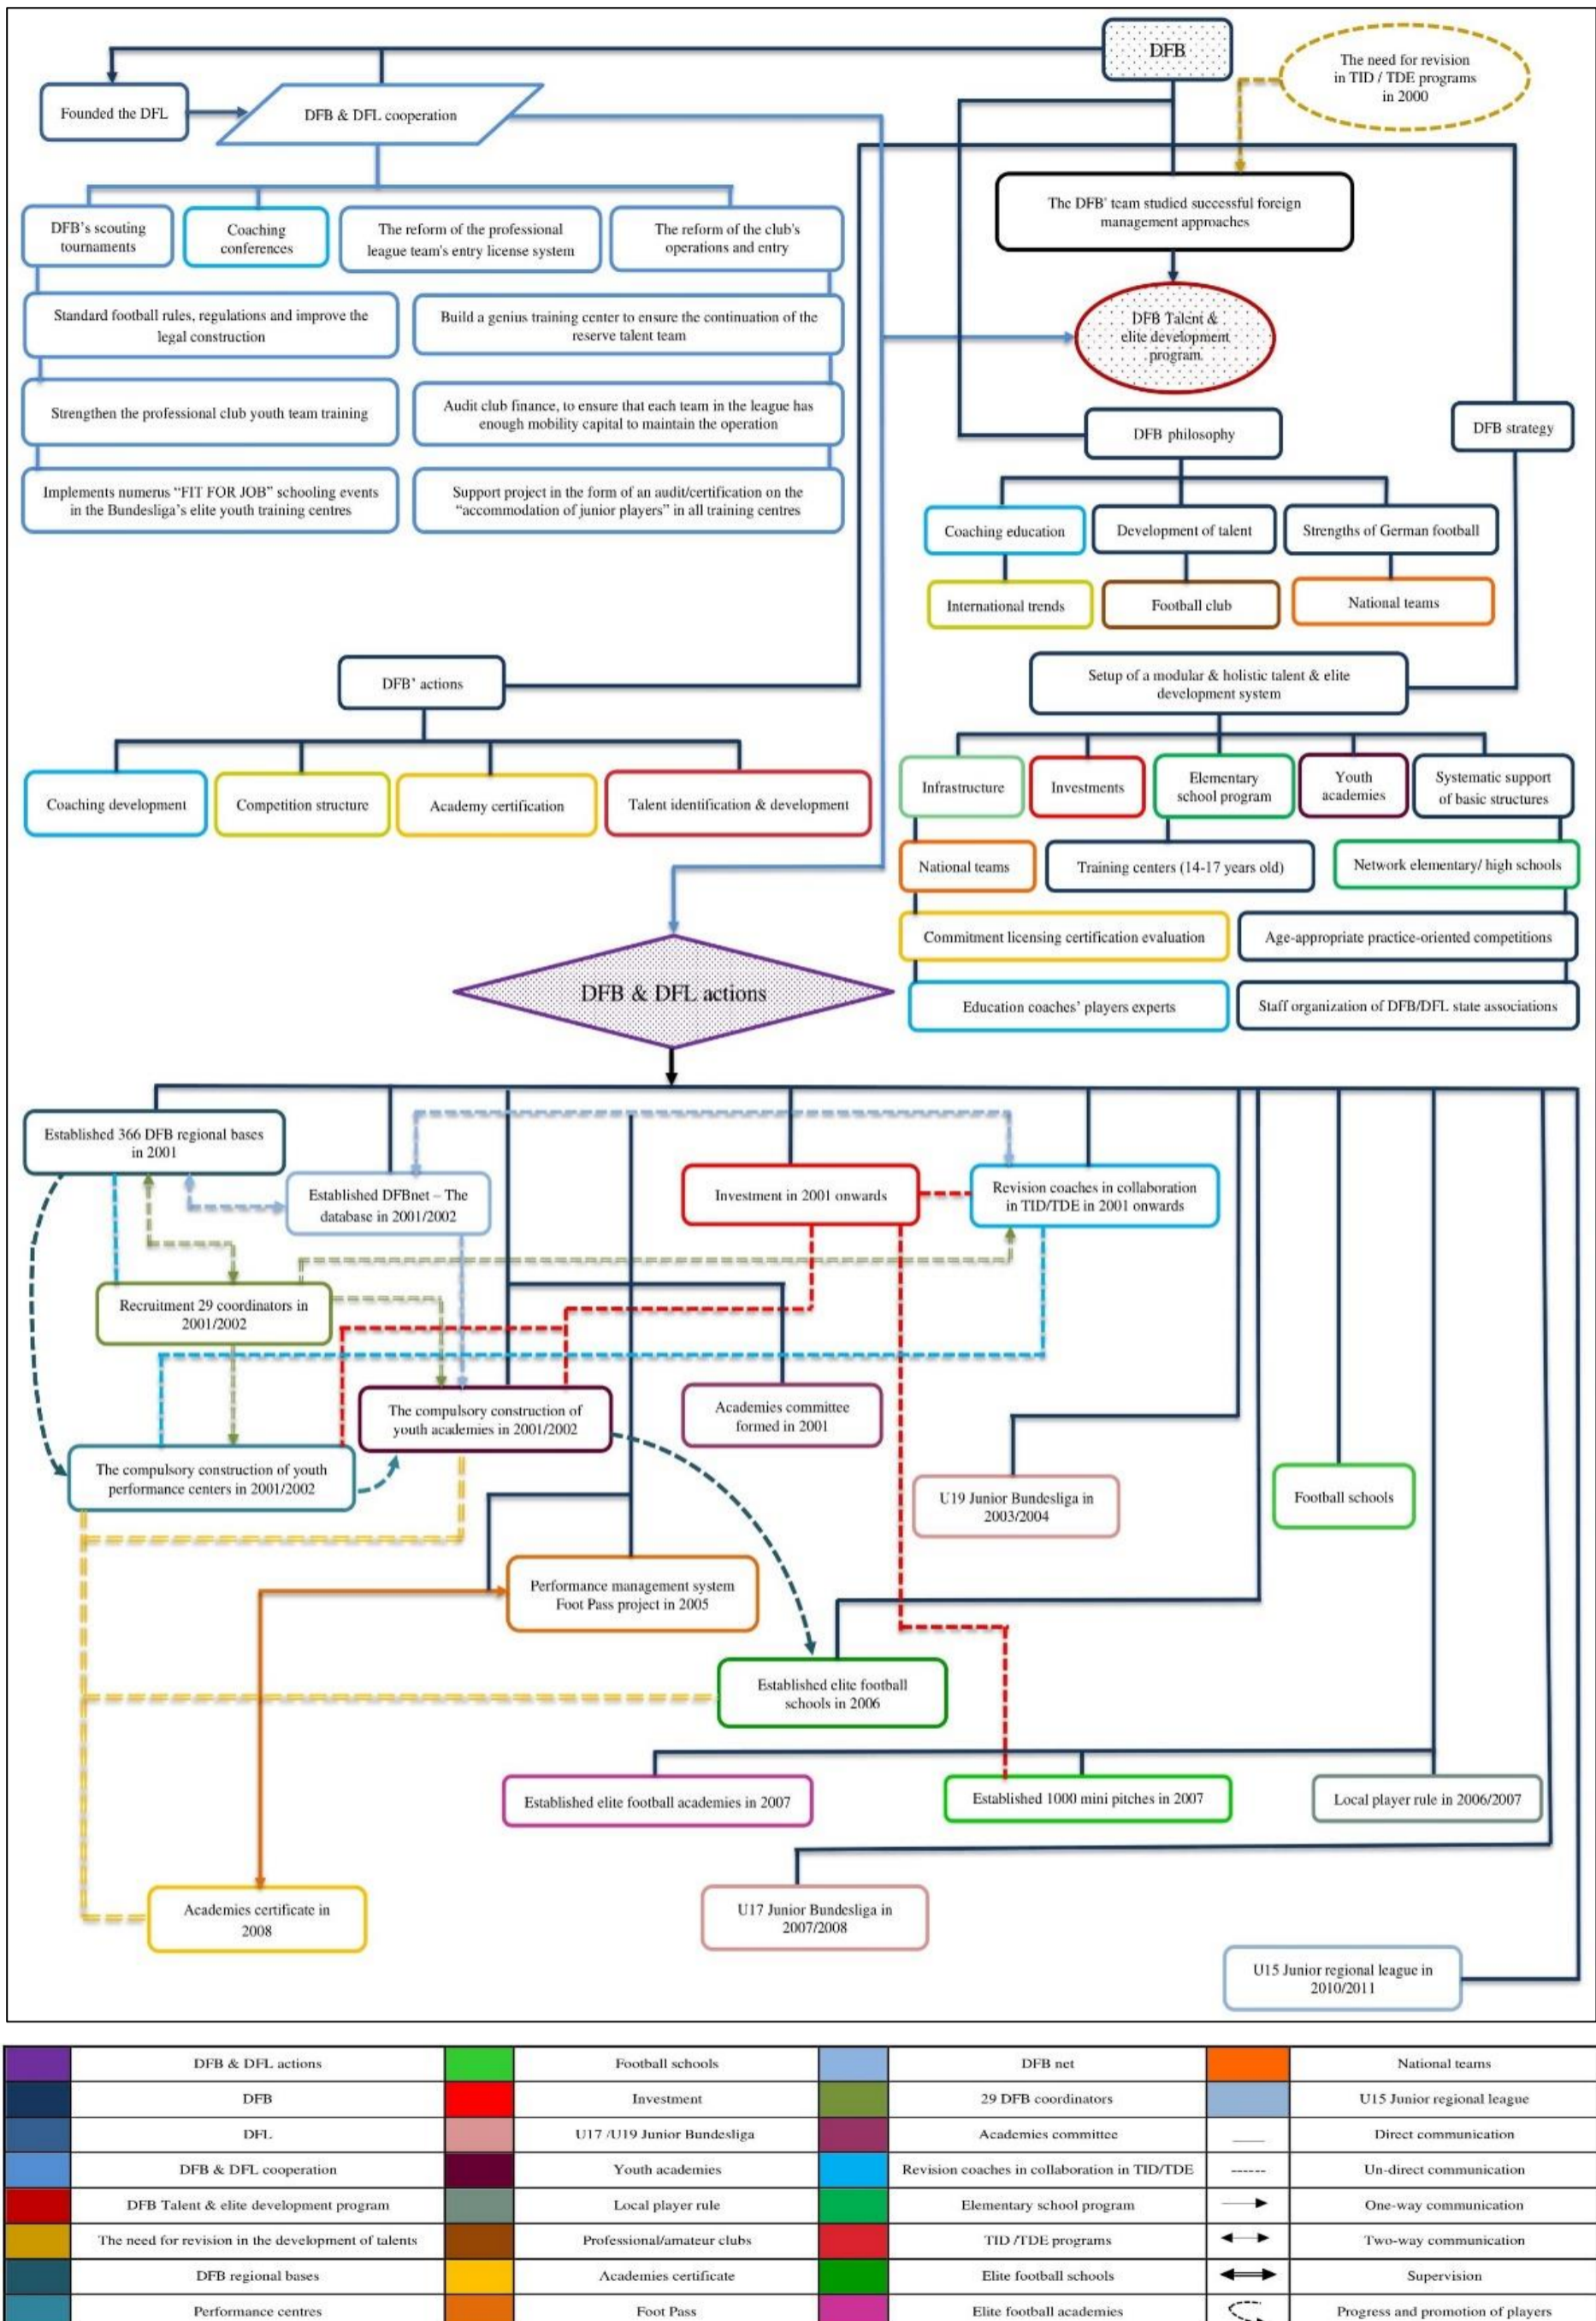 DFB
The need for revision
in TID / TDE programs
in 2000
Founded the DFL
DFB & DFL cooperation
The DFB' team studied successful foreign
management approaches
DFB's scouting
tournaments
Coaching
conferences
The reform of the professional
league team's entry license system
The reform of the club's
operations and entry
Standard football rules, regulations and improve the
legal construction
Build a genius training center to ensure the continuation of the
reserve talent team
DFB Talent &
elite development
program
Strengthen the professional club youth team training
Audit club finance, to ensure that each team in the league has
enough mobility capital to maintain the operation
DFB philosophy
DFB strategy
Implements numerus “FIT FOR JOB” schooling events
in the Bundesliga’s elite youth training centres
Support project in the form of an audit/certification on the
“accommodation of junior players” in all training centres
Coaching education
Development of talent
Strengths of German football
International trends
Football club
National teams
DFB’ actions
Setup of a modular & holistic talent & elite
development system
Coaching development
Competition structure
Academy certification
Talent identification & development
Infrastructure
Investments
Elementary
school program
Youth
academies
Systematic support
of basic structures
National teams
Training centers (14-17 years old)
Network elementary/ high schools
Commitment licensing certification evaluation
Age-appropriate practice-oriented competitions
DFB & DFL actions
Education coaches’ players experts
Staff organization of DFB/DFL state associations
Established 366 DFB regional bases
in 2001
Established DFBnet – The
database in 2001/2002
Investment in 2001 onwards
Revision coaches in collaboration
in TID/TDE in 2001 onwards
Recruitment 29 coordinators in
2001/2002
The compulsory construction of
youth academies in 2001/2002
Academies committee
formed in 2001
The compulsory construction of youth
performance centers in 2001/2002
U19 Junior Bundesliga in
2003/2004
Football schools
Performance management system
Foot Pass project in 2005
Established elite football
schools in 2006
Established elite football academies in 2007
Established 1000 mini pitches in 2007
Local player rule in 2006/2007
Academies certificate in
2008
U17 Junior Bundesliga in
2007/2008
U15 Junior regional league in
2010/2011
DFB & DFL actions
Football schools
DFB net
National teams
DFB
Investment
29 DFB coordinators
U15 Junior regional league
DFL
U17 /U19 Junior Bundesliga
Academies committee
Direct communication
DFB & DFL cooperation
Youth academies
Revision coaches in collaboration in TID/TDE
Un-direct communication
DFB Talent & elite development program
Local player rule
Elementary school program
One-way communication
The need for revision in the development of talents
Professional/amateur clubs
TID /TDE programs
Two-way communication
DFB regional bases
Academies certificate
Elite football schools
Supervision
Performance centres
Foot Pass
Elite football academies
Progress and promotion of players